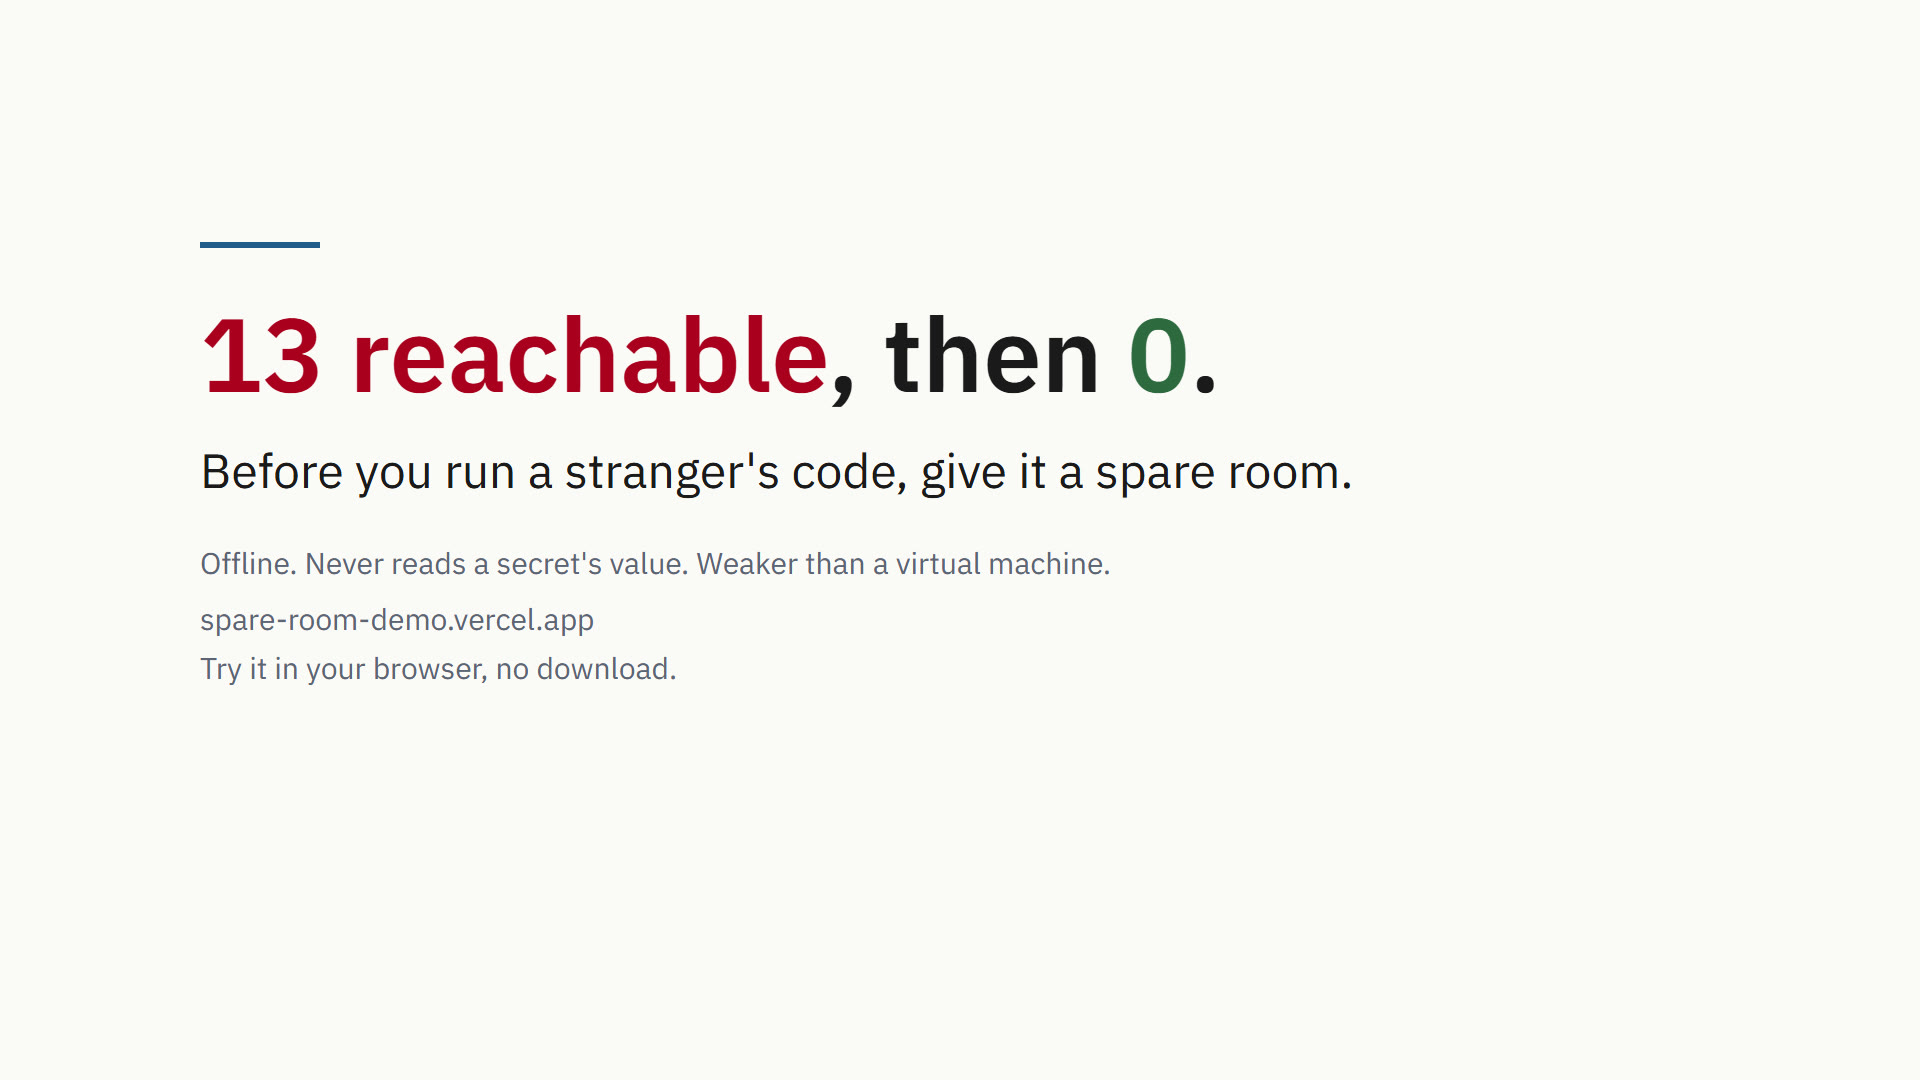 13 reachable, then 0.
Before you run a stranger's code, give it a spare room.
Offline. Never reads a secret's value. Weaker than a virtual machine.
spare-room-demo.vercel.app
Try it in your browser, no download.